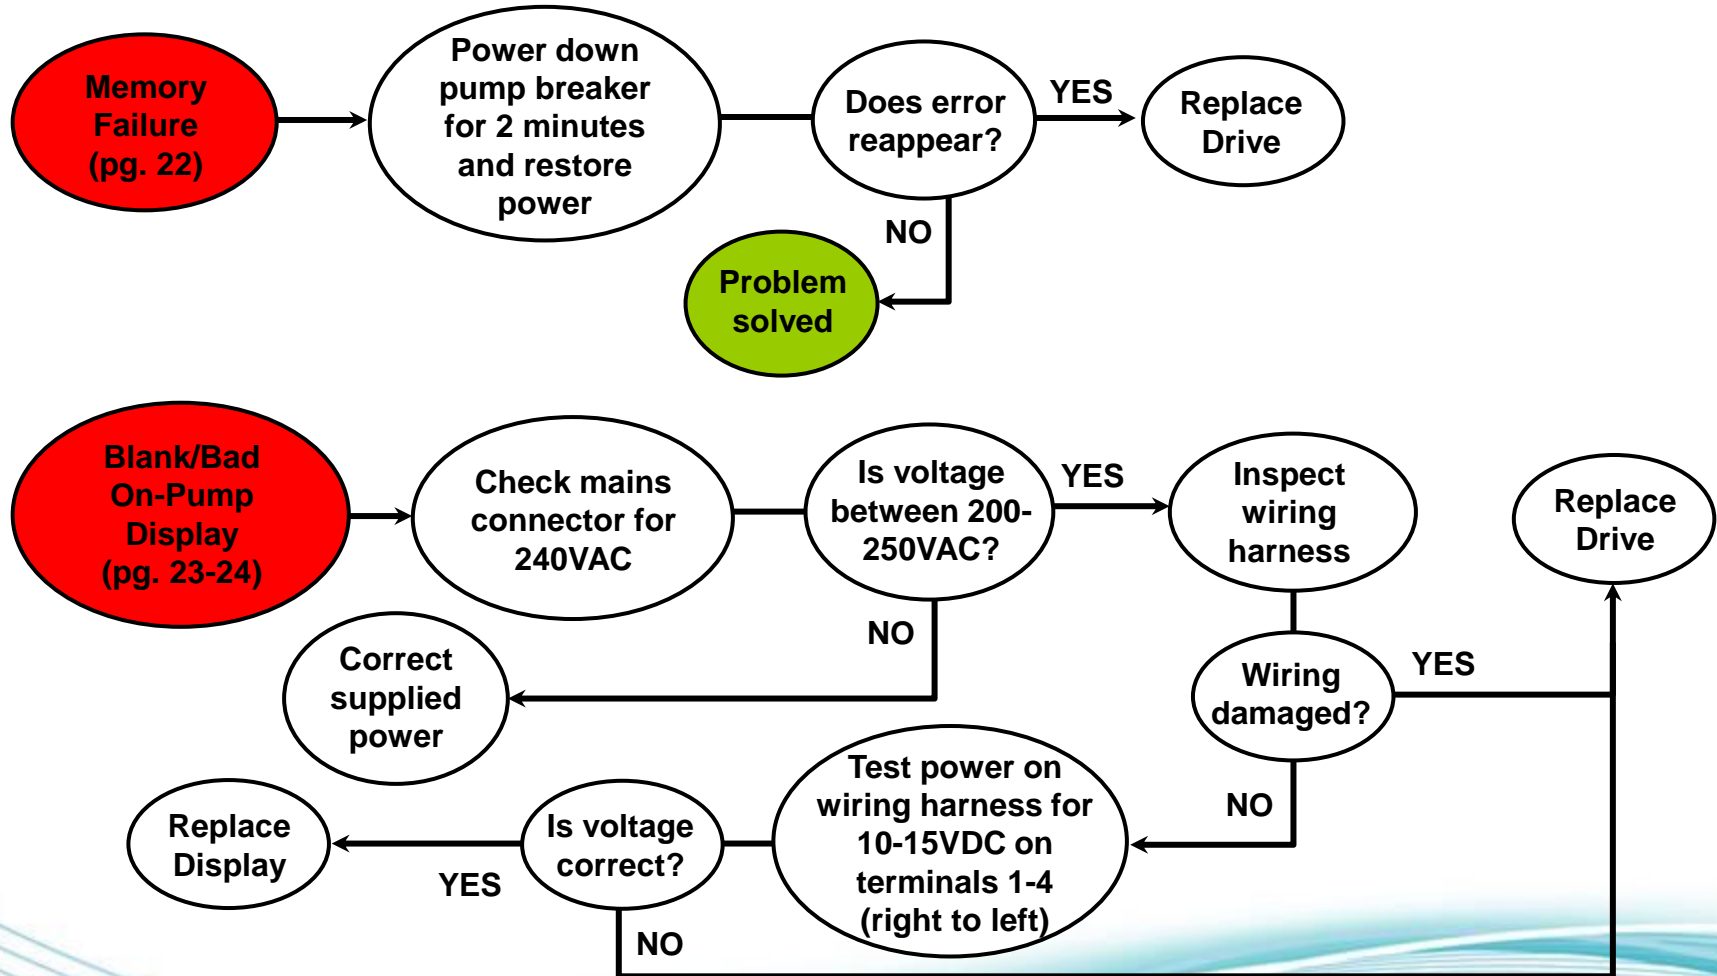 Memory
Failure
(pg. 22)
Power down
pump breaker
for 2 minutes
and restore
power
Does error
reappear?
YES
Replace
Drive
NO
Problem
solved
Blank/Bad
On-Pump
Display
(pg. 23-24)
Check mains
connector for
240VAC
Is voltage
between 200-
250VAC?
YES
Inspect
wiring
harness
Replace
Drive
NO
Correct
supplied
power
Wiring
damaged?
YES
NO
Test power on
wiring harness for
10-15VDC on
terminals 1-4
(right to left)
Is voltage
correct?
YES
Replace
Display
NO